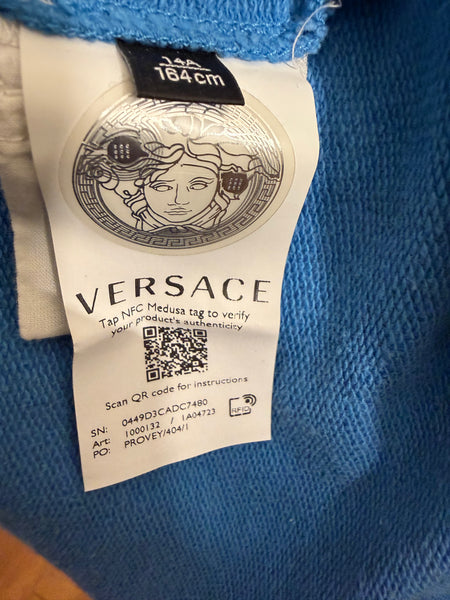 14A
164cm
VERSACE
Tap NFC Medusa tag to verify
your product's authenticity
Scan QR code for instructions
SN: 0449D3CADC7480
Art: 1000132 / 1A04723
PO: PROVEY/404/1
RFID